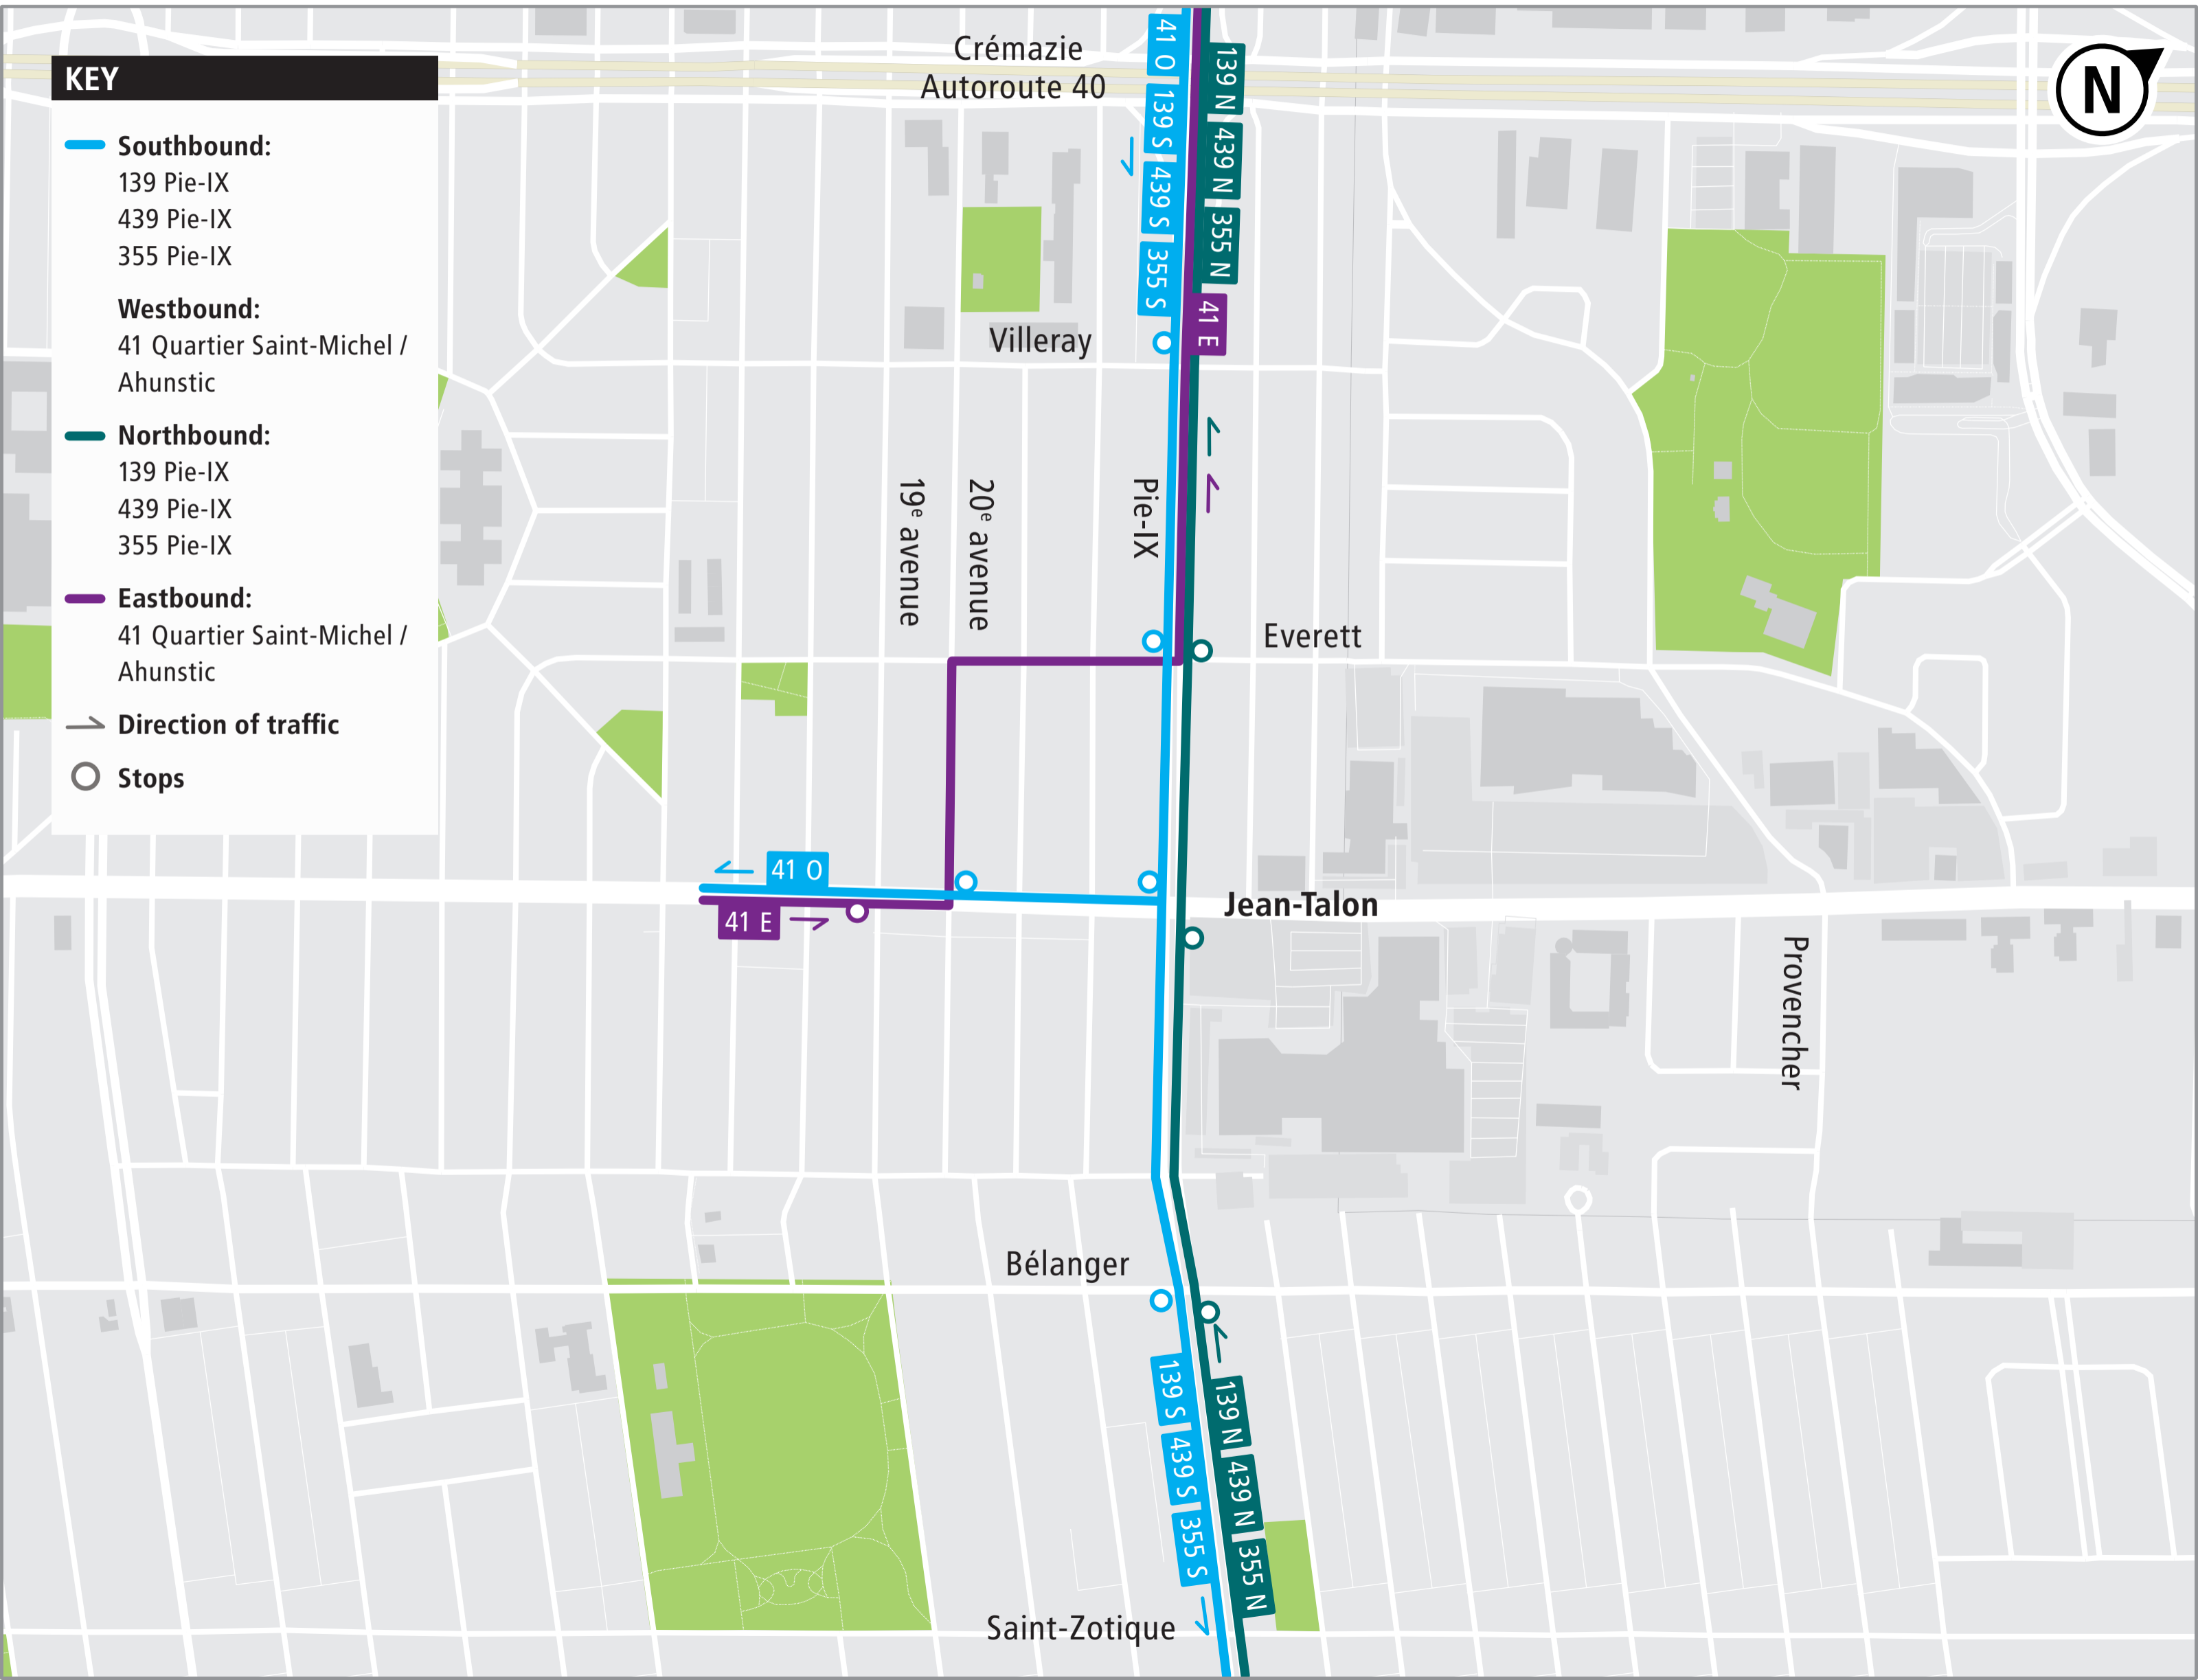 KEY
Southbound:
139 Pie-IX
439 Pie-IX
355 Pie-IX
Westbound:
41 Quartier Saint-Michel /
Ahunstic
Northbound:
139 Pie-IX
439 Pie-IX
355 Pie-IX
Eastbound:
41 Quartier Saint-Michel /
Ahunstic
Direction of traffic
Stops
Crémazie
Autoroute 40
41 O
139 S
439 S
355 S
139 N
439 N
355 N
41 E
N
Villeray
19e avenue
20e avenue
Pie-IX
Everett
41 O
41 E
Jean-Talon
Provencher
Bélanger
139 S
439 S
355 S
139 N
439 N
355 N
Saint-Zotique